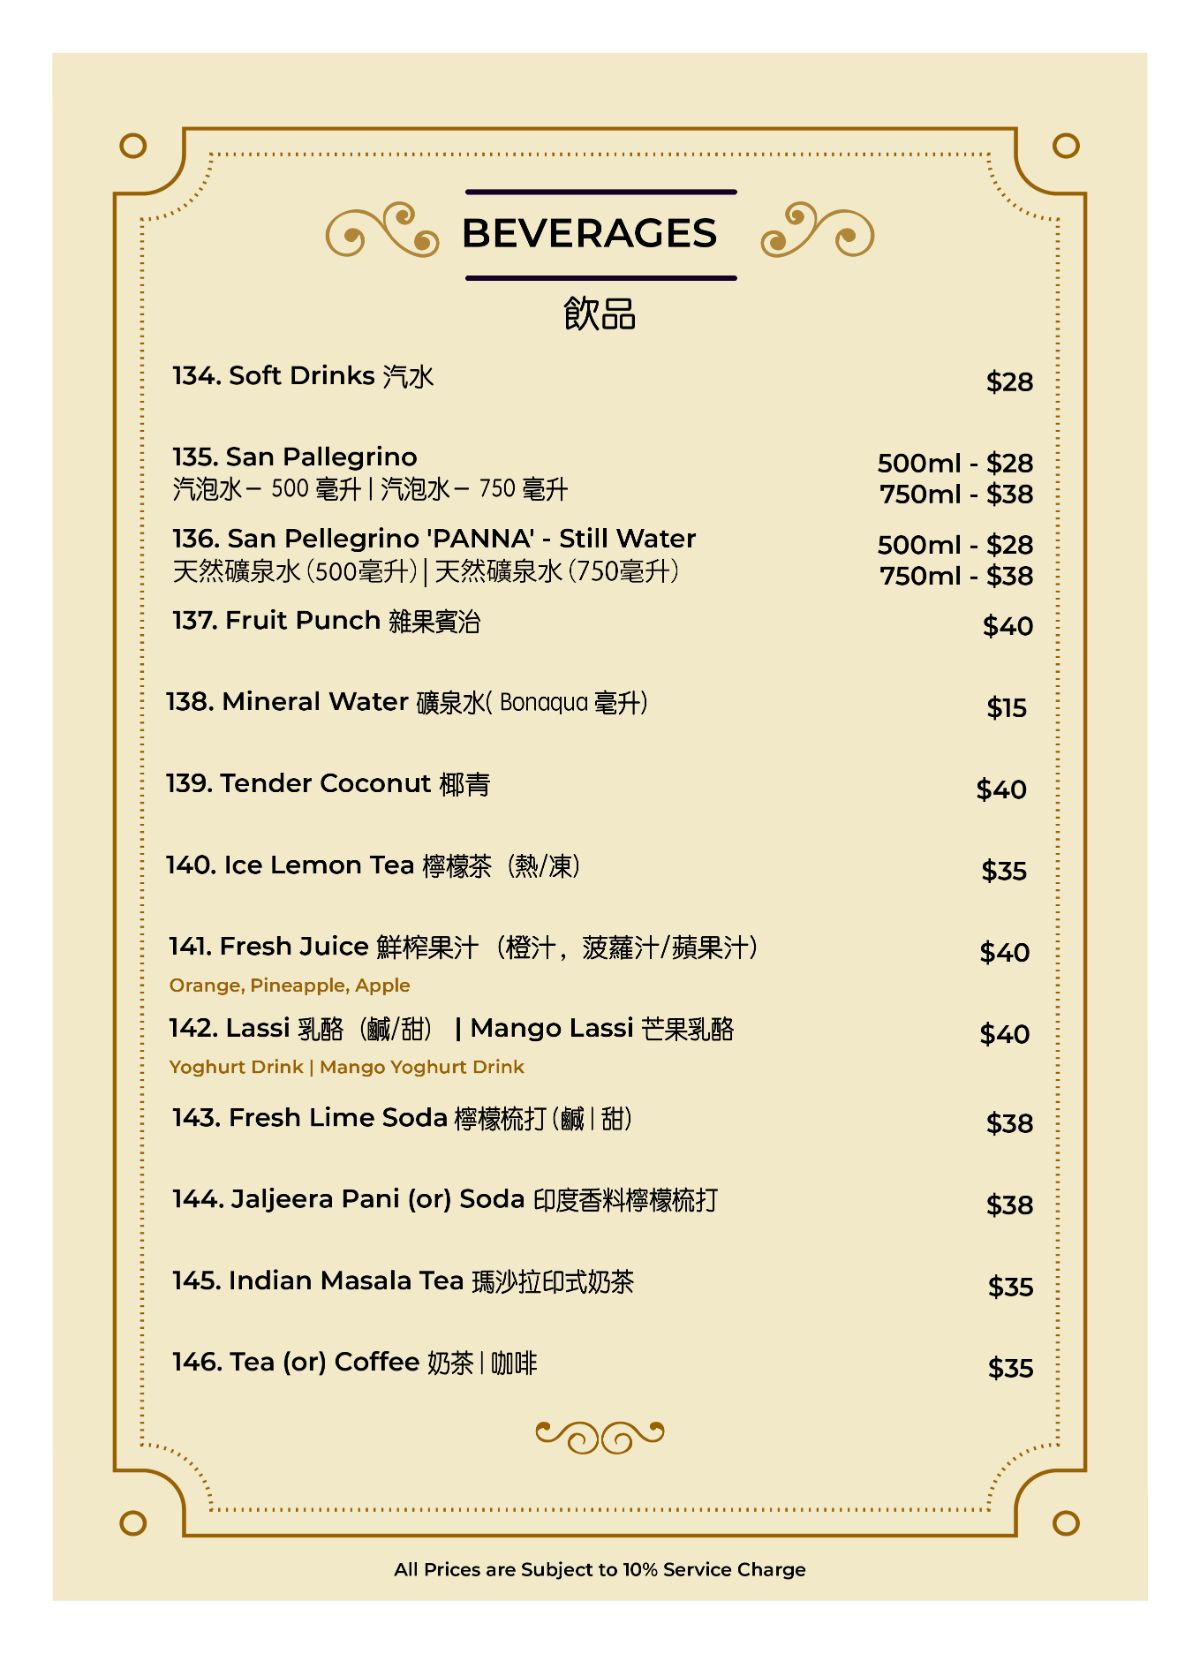 BEVERAGES
飲品
134. Soft Drinks 汽水 $28
135. San Pallegrino 500ml - $28
汽泡水 – 500 毫升 | 汽泡水 – 750 毫升 750ml - $38
136. San Pellegrino 'PANNA' - Still Water 500ml - $28
天然礦泉水（500毫升）| 天然礦泉水（750毫升） 750ml - $38
137. Fruit Punch 雜果賓治 $40
138. Mineral Water 礦泉水( Bonaqua 毫升) $15
139. Tender Coconut 椰青 $40
140. Ice Lemon Tea 檸檬茶（熱/凍） $35
141. Fresh Juice 鮮榨果汁（橙汁，菠蘿汁/蘋果汁） $40
Orange, Pineapple, Apple
142. Lassi 乳酪（鹹/甜） | Mango Lassi 芒果乳酪 $40
Yoghurt Drink | Mango Yoghurt Drink
143. Fresh Lime Soda 檸檬梳打（鹹 | 甜） $38
144. Jaljeera Pani (or) Soda 印度香料檸檬梳打 $38
145. Indian Masala Tea 瑪沙拉印式奶茶 $35
146. Tea (or) Coffee 奶茶 | 咖啡 $35
All Prices are Subject to 10% Service Charge